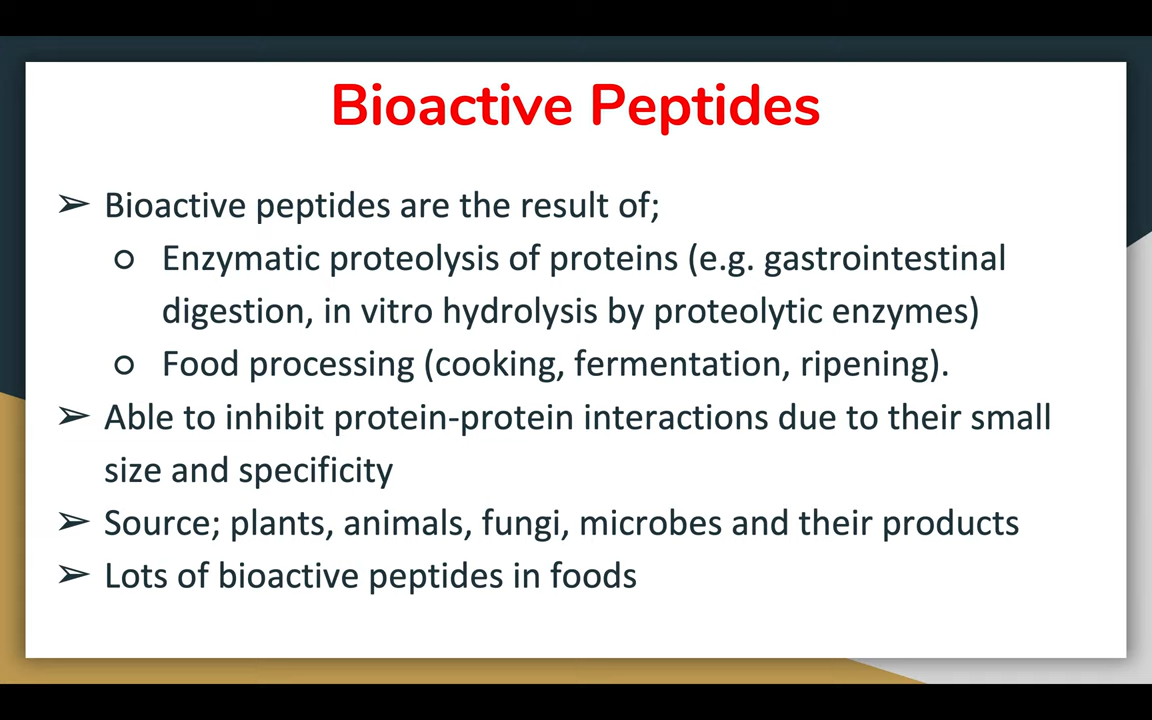 Bioactive Peptides
➢ Bioactive peptides are the result of;
○ Enzymatic proteolysis of proteins (e.g. gastrointestinal
digestion, in vitro hydrolysis by proteolytic enzymes)
○ Food processing (cooking, fermentation, ripening).
➢ Able to inhibit protein-protein interactions due to their small
size and specificity
➢ Source; plants, animals, fungi, microbes and their products
➢ Lots of bioactive peptides in foods